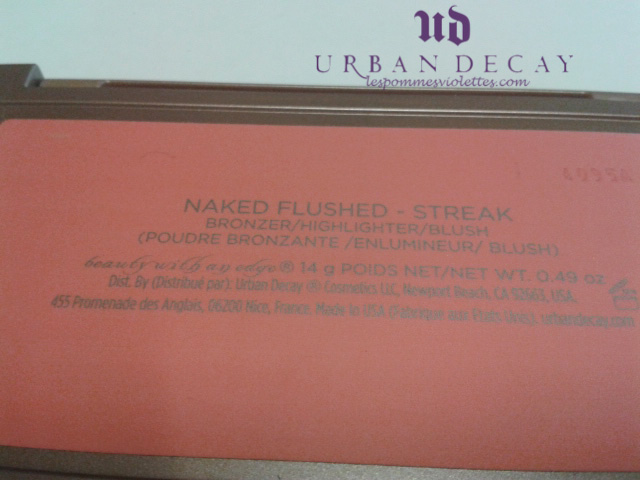 ud
URBAN DECAY
lespommesviolettes.com
NAKED FLUSHED - STREAK
BRONZER/HIGHLIGHTER/BLUSH
(POUDRE BRONZANTE /ENLUMINEUR/ BLUSH)
beauty with an edge® 14 g POIDS NET/NET WT. 0.49 oz
Dist. By (Distribué par): Urban Decay ® Cosmetics LLC, Newport Beach, CA 92663, USA.
455 Promenade des Anglais, 06200 Nice, France. Made in USA (Fabriqué aux États Unis). urbandecay.com